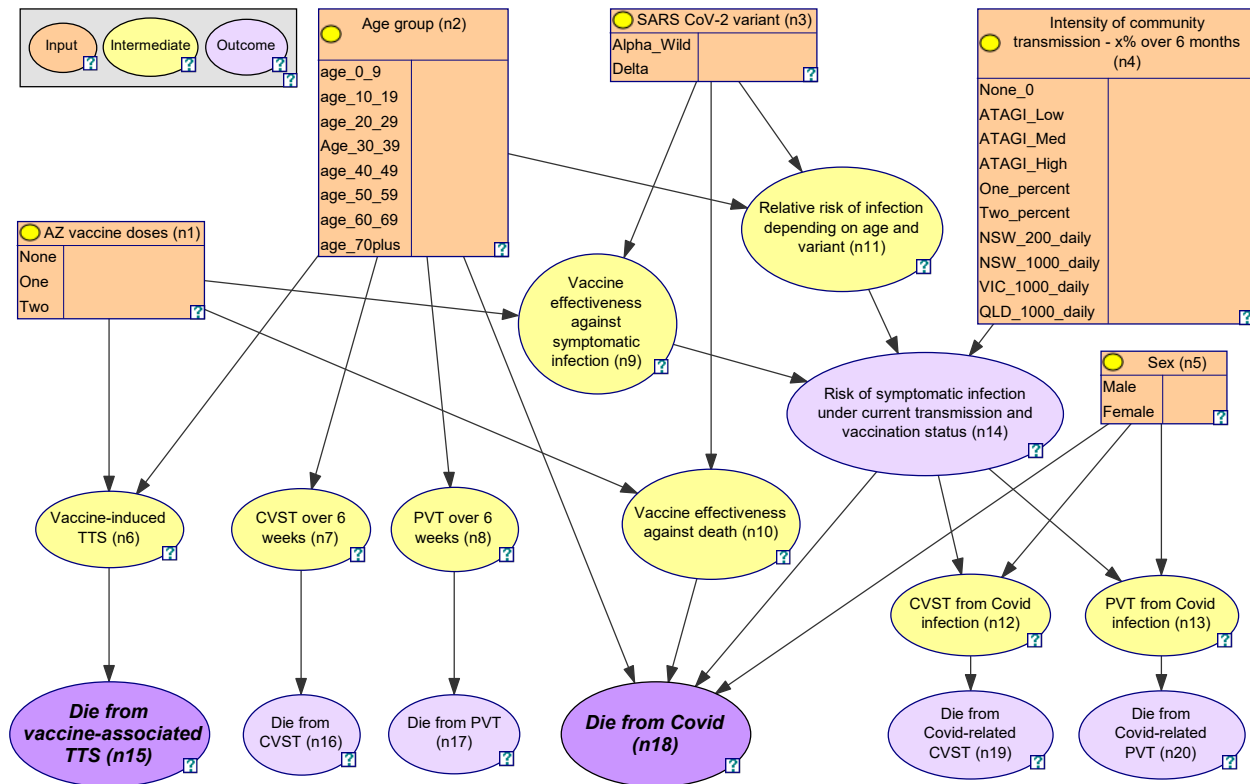 Input
Intermediate
Outcome
?
?
?
?
Age group (n2)
age_0_9
age_10_19
age_20_29
Age_30_39
age_40_49
age_50_59
age_60_69
age_70plus
?
SARS CoV-2 variant (n3)
Alpha_Wild
Delta
?
Intensity of community
transmission - x% over 6 months
(n4)
None_0
ATAGI_Low
ATAGI_Med
ATAGI_High
One_percent
Two_percent
NSW_200_daily
NSW_1000_daily
VIC_1000_daily
QLD_1000_daily
?
AZ vaccine doses (n1)
None
One
Two
?
Relative risk of infection
depending on age and
variant (n11)
?
Vaccine
effectiveness
against
symptomatic
infection (n9)
?
Sex (n5)
Male
Female
?
Risk of symptomatic infection
under current transmission and
vaccination status (n14)
?
Vaccine-induced
TTS (n6)
?
CVST over 6
weeks (n7)
?
PVT over 6
weeks (n8)
?
Vaccine effectiveness
against death (n10)
?
CVST from Covid
infection (n12)
?
PVT from Covid
infection (n13)
?
Die from
vaccine-associated
TTS (n15)
?
Die from
CVST (n16)
?
Die from PVT
(n17)
?
Die from Covid
(n18)
?
Die from
Covid-related
CVST (n19)
?
Die from
Covid-related
PVT (n20)
?